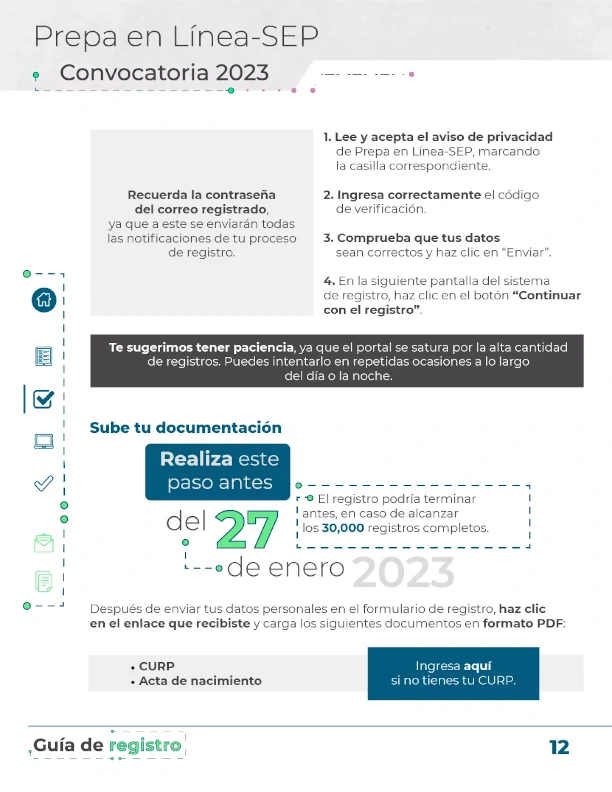 Prepa en Línea-SEP
Convocatoria 2023
Recuerda la contraseña
del correo registrado,
ya que a este se enviarán todas
las notificaciones de tu proceso
de registro.
1. Lee y acepta el aviso de privacidad
de Prepa en Línea-SEP, marcando
la casilla correspondiente.
2. Ingresa correctamente el código
de verificación.
3. Comprueba que tus datos
sean correctos y haz clic en “Enviar”.
4. En la siguiente pantalla del sistema
de registro, haz clic en el botón “Continuar
con el registro”.
Te sugerimos tener paciencia, ya que el portal se satura por la alta cantidad
de registros. Puedes intentarlo en repetidas ocasiones a lo largo
del día o la noche.
Sube tu documentación
Realiza este
paso antes
del 27
de enero 2023
El registro podría terminar
antes, en caso de alcanzar
los 30,000 registros completos.
Después de enviar tus datos personales en el formulario de registro, haz clic
en el enlace que recibiste y carga los siguientes documentos en formato PDF:
• CURP
• Acta de nacimiento
Ingresa aquí
si no tienes tu CURP.
Guía de registro
12